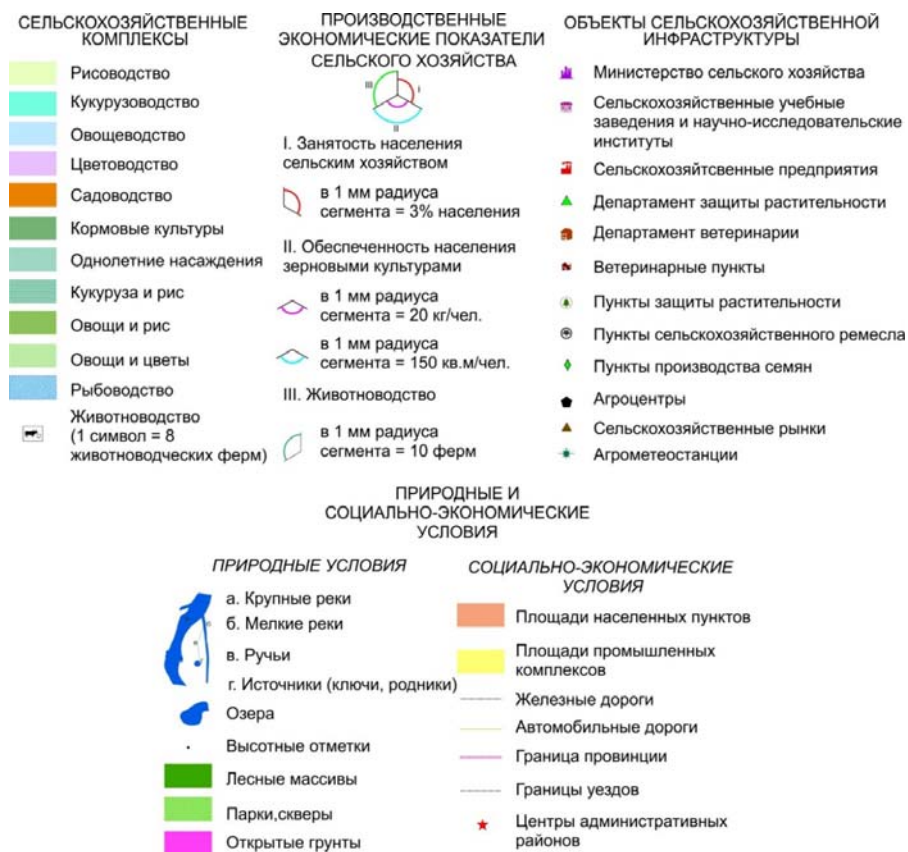 СЕЛЬСКОХОЗЯЙСТВЕННЫЕ
КОМПЛЕКСЫ
Рисоводство
Кукурузоводство
Овощеводство
Цветоводство
Садоводство
Кормовые культуры
Однолетние насаждения
Кукуруза и рис
Овощи и рис
Овощи и цветы
Рыбоводство
Животноводство
(1 символ = 8
животноводческих ферм)
ПРОИЗВОДСТВЕННЫЕ
ЭКОНОМИЧЕСКИЕ ПОКАЗАТЕЛИ
СЕЛЬСКОГО ХОЗЯЙСТВА
III
I
II
I. Занятость населения
сельским хозяйством
в 1 мм радиуса
сегмента = 3% населения
II. Обеспеченность населения
зерновыми культурами
в 1 мм радиуса
сегмента = 20 кг/чел.
в 1 мм радиуса
сегмента = 150 кв.м/чел.
III. Животноводство
в 1 мм радиуса
сегмента = 10 ферм
ОБЪЕКТЫ СЕЛЬСКОХОЗЯЙСТВЕННОЙ
ИНФРАСТРУКТУРЫ
Министерство сельского хозяйства
Сельскохозяйственные учебные
заведения и научно-исследовательские
институты
Сельскохозяйтсвенные предприятия
Департамент защиты растительности
Департамент ветеринарии
Ветеринарные пункты
Пункты защиты растительности
Пункты сельскохозяйственного ремесла
Пункты производства семян
Агроцентры
Сельскохозяйственные рынки
Агрометеостанции
ПРИРОДНЫЕ И
СОЦИАЛЬНО-ЭКОНОМИЧЕСКИЕ
УСЛОВИЯ
ПРИРОДНЫЕ УСЛОВИЯ
а. Крупные реки
б. Мелкие реки
в. Ручьи
г. Источники (ключи, родники)
Озера
Высотные отметки
Лесные массивы
Парки,скверы
Открытые грунты
СОЦИАЛЬНО-ЭКОНОМИЧЕСКИЕ
УСЛОВИЯ
Площади населенных пунктов
Площади промышленных
комплексов
Железные дороги
Автомобильные дороги
Граница провинции
Границы уездов
Центры административных
районов